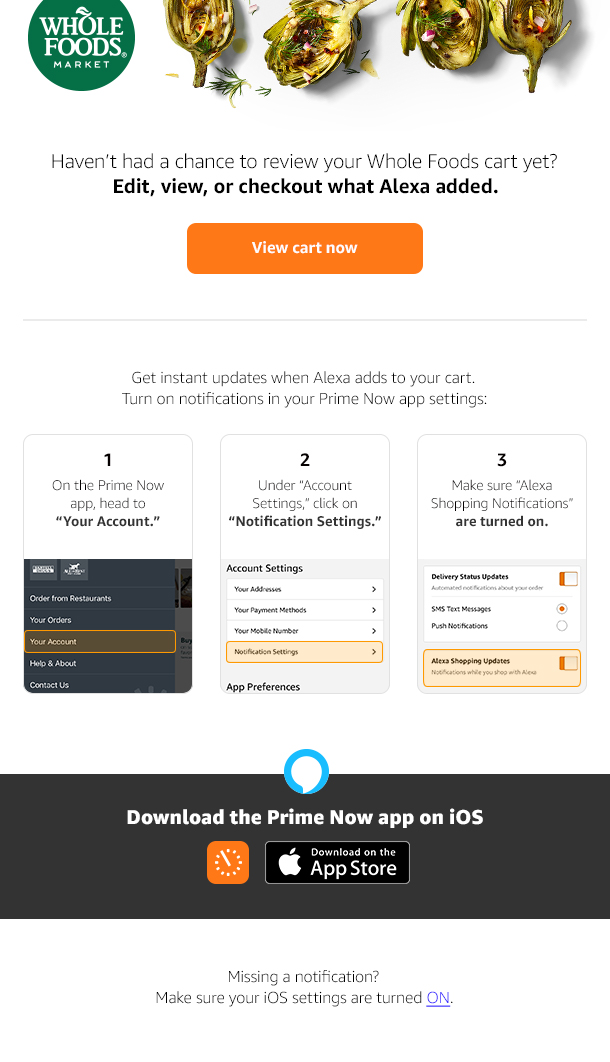 WHOLE
FOODS®
MARKET
Haven’t had a chance to review your Whole Foods cart yet?
Edit, view, or checkout what Alexa added.
View cart now
Get instant updates when Alexa adds to your cart.
Turn on notifications in your Prime Now app settings:
1
On the Prime Now
app, head to
“Your Account.”
Order from Restaurants
Your Orders
Your Account
Help & About
Contact Us
Buy
2
Under “Account
Settings,” click on
“Notification Settings.”
Account Settings
Your Addresses
Your Payment Methods
Your Mobile Number
Notification Settings
App Preferences
3
Make sure “Alexa
Shopping Notifications”
are turned on.
Delivery Status Updates
Automated notifications about your order
SMS Text Messages
Push Notifications
Alexa Shopping Updates
Notifications while you shop with Alexa
Download the Prime Now app on iOS
Download on the
App Store
Missing a notification?
Make sure your iOS settings are turned ON.